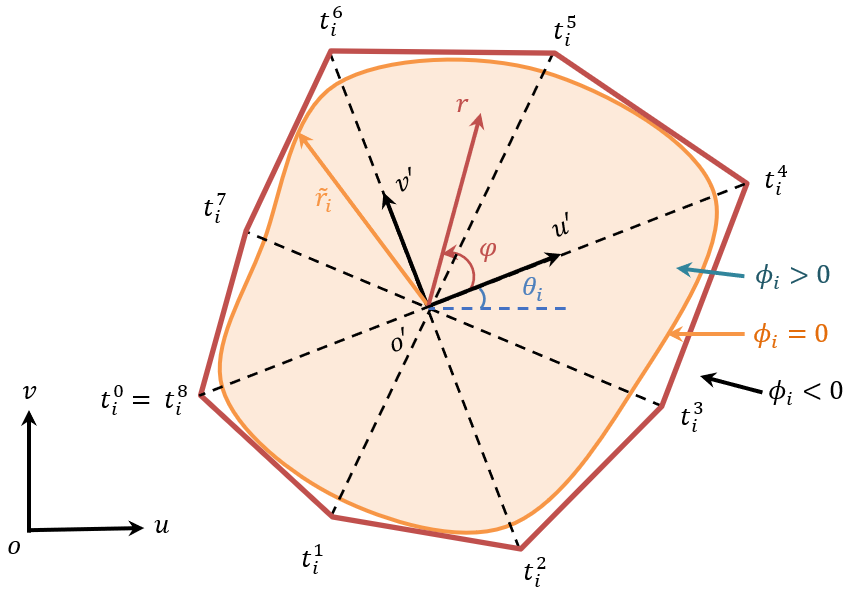 t_i^6
t_i^5
r
t_i^4
v'
r̃_i
t_i^7
u'
φ
θ_i
ϕ_i > 0
o'
ϕ_i = 0
v
t_i^0 = t_i^8
ϕ_i < 0
t_i^3
u
o
t_i^1
t_i^2